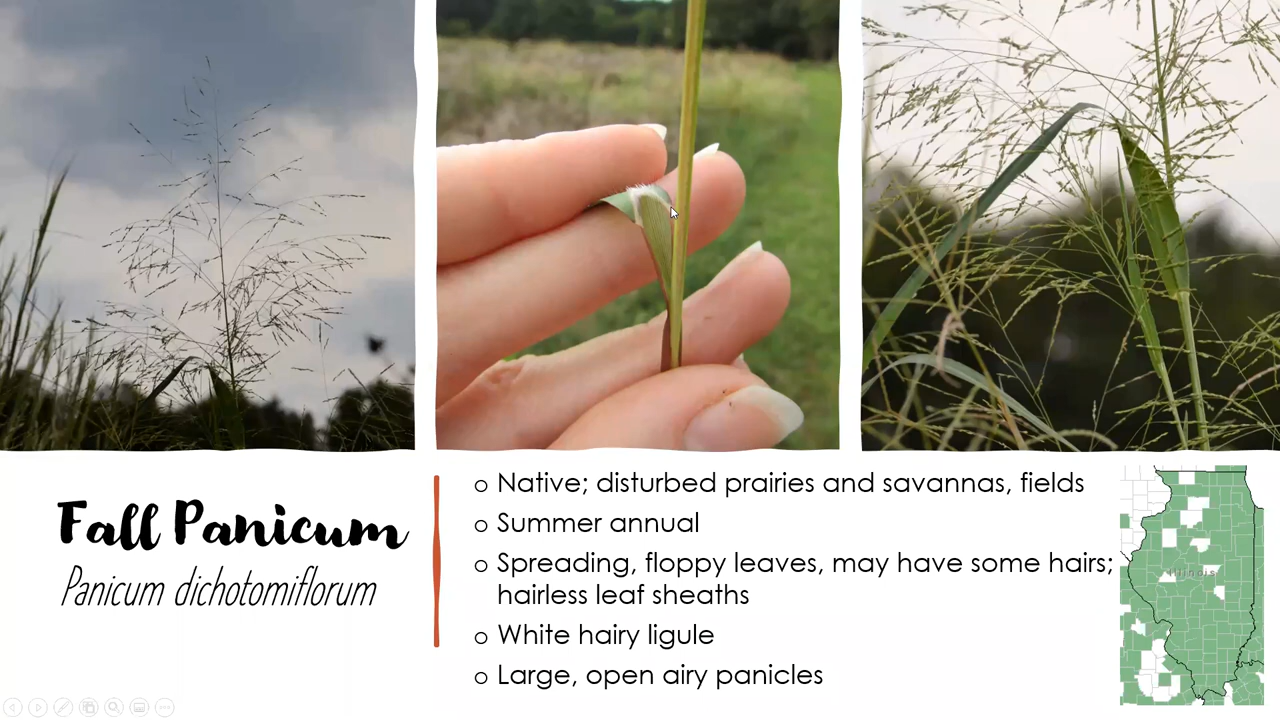 Fall Panicum
Panicum dichotomiflorum
o Native; disturbed prairies and savannas, fields
o Summer annual
o Spreading, floppy leaves, may have some hairs;
hairless leaf sheaths
o White hairy ligule
o Large, open airy panicles
Illinois